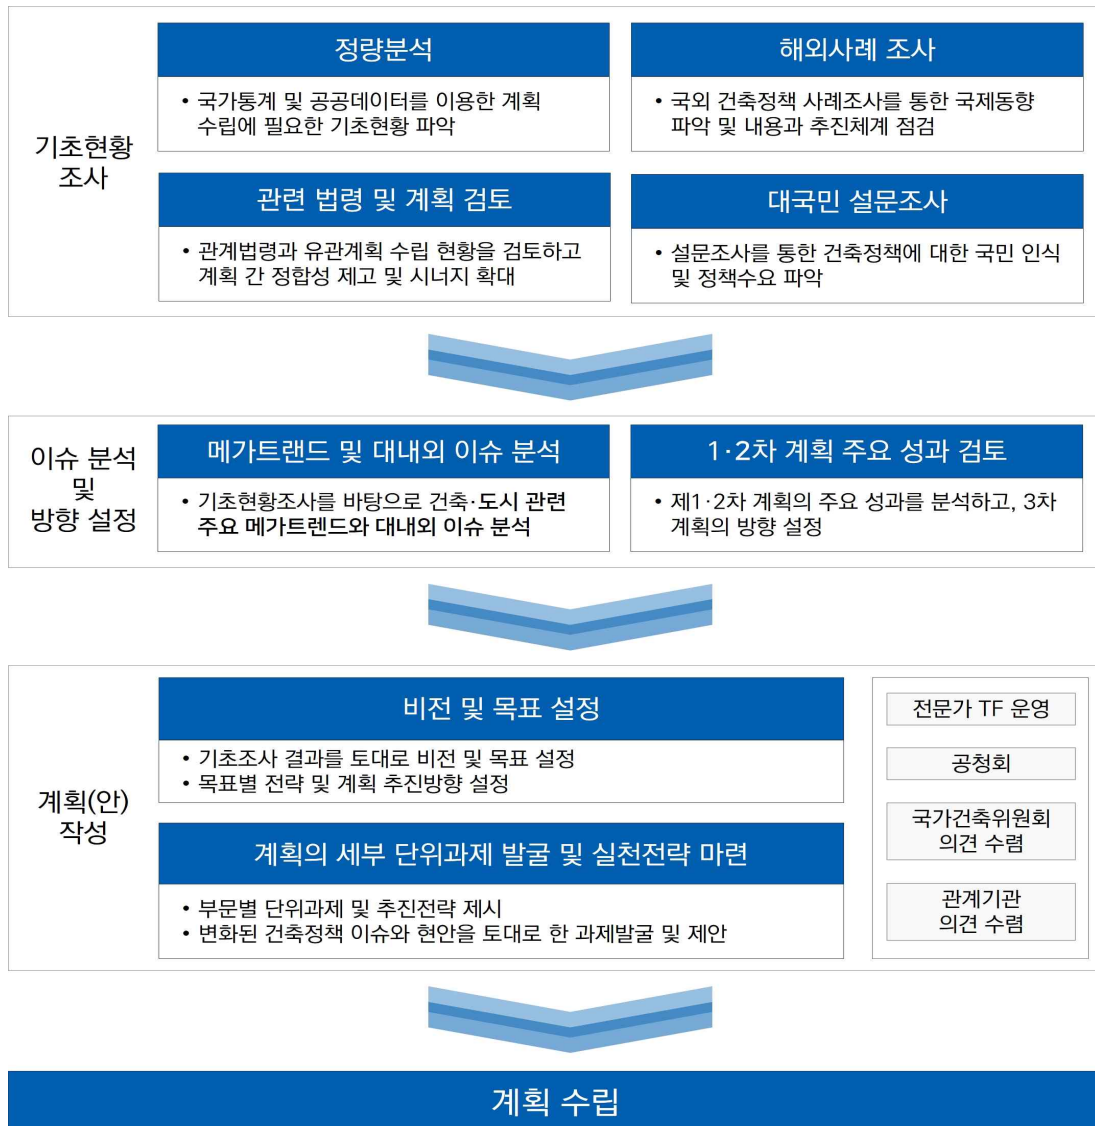 기초현황
조사
정량분석
• 국가통계 및 공공데이터를 이용한 계획
수립에 필요한 기초현황 파악
해외사례 조사
• 국외 건축정책 사례조사를 통한 국제동향
파악 및 내용과 추진체계 점검
관련 법령 및 계획 검토
• 관계법령과 유관계획 수립 현황을 검토하고
계획 간 정합성 제고 및 시너지 확대
대국민 설문조사
• 설문조사를 통한 건축정책에 대한 국민 인식
및 정책수요 파악
이슈 분석
및
방향 설정
메가트랜드 및 대내외 이슈 분석
• 기초현황조사를 바탕으로 건축·도시 관련
주요 메가트렌드와 대내외 이슈 분석
1·2차 계획 주요 성과 검토
• 제1·2차 계획의 주요 성과를 분석하고, 3차
계획의 방향 설정
계획(안)
작성
비전 및 목표 설정
• 기초조사 결과를 토대로 비전 및 목표 설정
• 목표별 전략 및 계획 추진방향 설정
계획의 세부 단위과제 발굴 및 실천전략 마련
• 부문별 단위과제 및 추진전략 제시
• 변화된 건축정책 이슈와 현안을 토대로 한 과제발굴 및 제안
전문가 TF 운영
공청회
국가건축위원회
의견 수렴
관계기관
의견 수렴
계획 수립